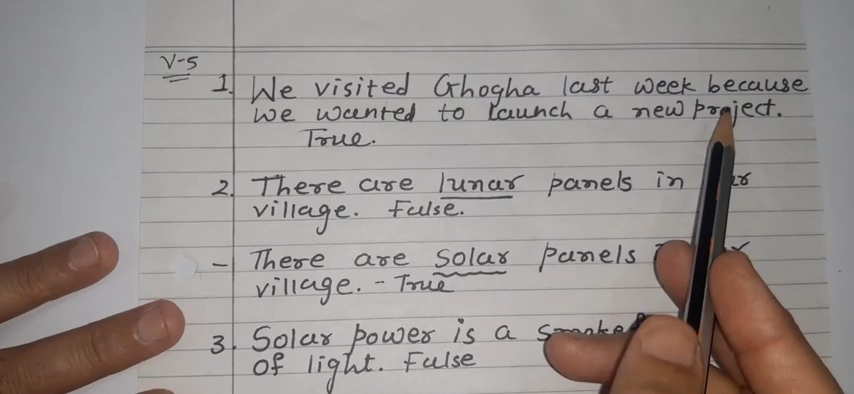 V-5
1. We visited Ghogha last week because
we wanted to launch a new project.
True.
2. There are lunar panels in
village. False.
- There are solar panels
village. - True
3. Solar power is a
of light. False